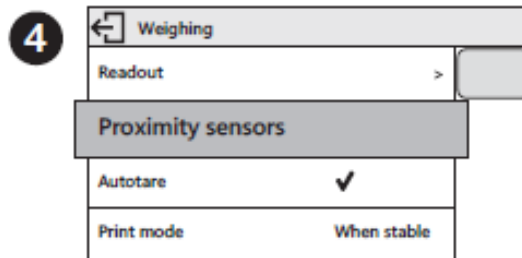 4
Weighing
Readout >
Proximity sensors
Autotare ✔
Print mode When stable